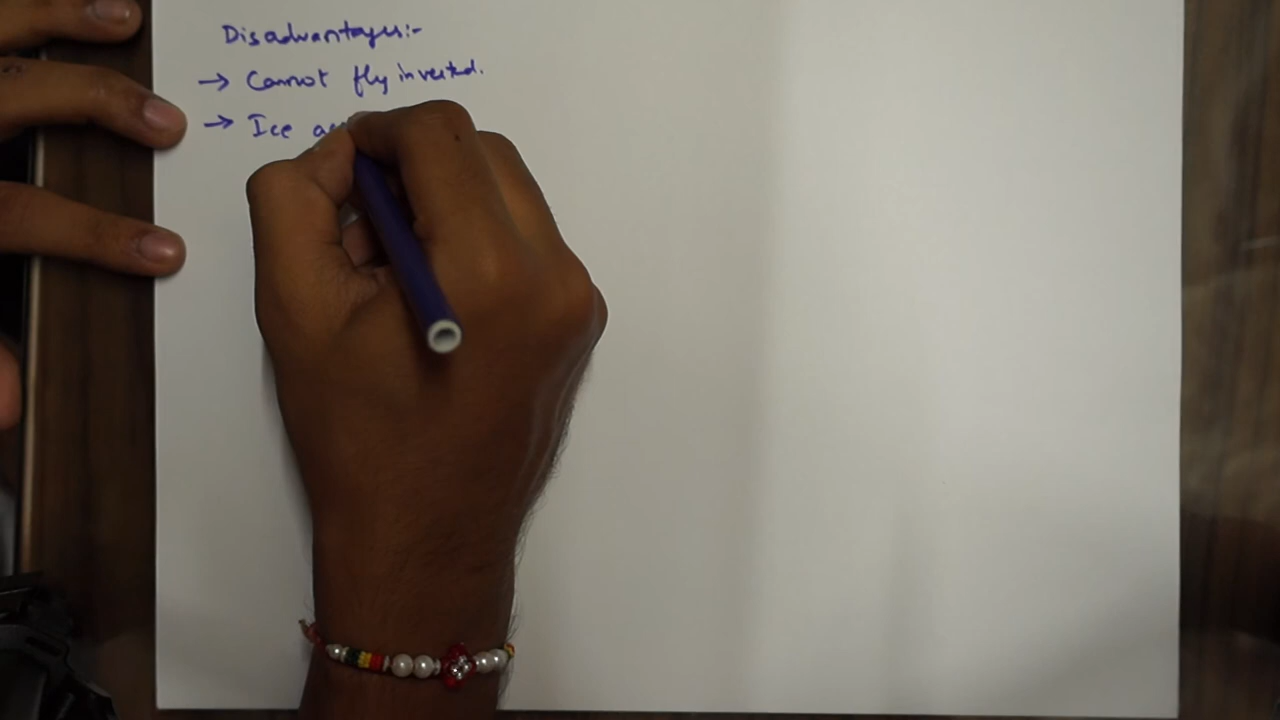 Disadvantages:-
→ Cannot fly inverted.
→ Ice